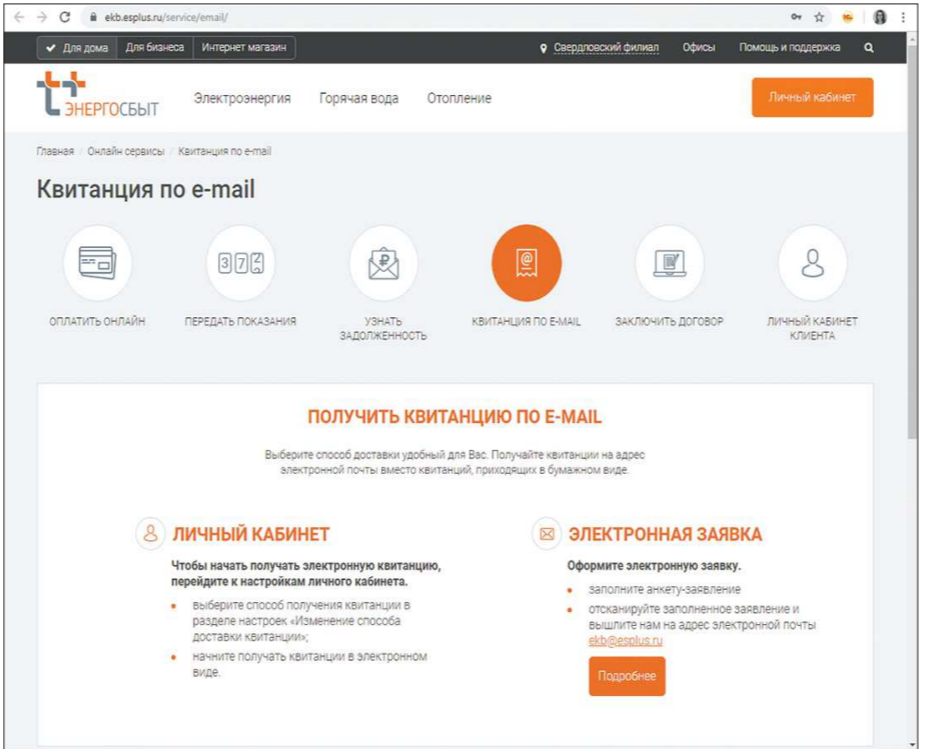 ekb.esplus.ru/service/email/
Для дома Для бизнеса Интернет магазин Свердловский филиал Офисы Помощь и поддержка
ЭНЕРГОСБЫТ Электроэнергия Горячая вода Отопление Личный кабинет
Главная / Онлайн сервисы / Квитанция по e-mail
Квитанция по e-mail
ОПЛАТИТЬ ОНЛАЙН ПЕРЕДАТЬ ПОКАЗАНИЯ УЗНАТЬ КВИТАНЦИЯ ПО E-MAIL ЗАКЛЮЧИТЬ ДОГОВОР ЛИЧНЫЙ КАБИНЕТ
ЗАДОЛЖЕННОСТЬ КЛИЕНТА
ПОЛУЧИТЬ КВИТАНЦИЮ ПО E-MAIL
Выберите способ доставки удобный для Вас. Получайте квитанции на адрес
электронной почты вместо квитанций, приходящих в бумажном виде.
ЛИЧНЫЙ КАБИНЕТ
Чтобы начать получать электронную квитанцию,
перейдите к настройкам личного кабинета.
• выберите способ получения квитанции в
разделе настроек «Изменение способа
доставки квитанции»;
• начните получать квитанции в электронном
виде.
ЭЛЕКТРОННАЯ ЗАЯВКА
Оформите электронную заявку.
• заполните анкету-заявление
• отсканируйте заполненное заявление и
вышлите нам на адрес электронной почты
ekb@esplus.ru
Подробнее